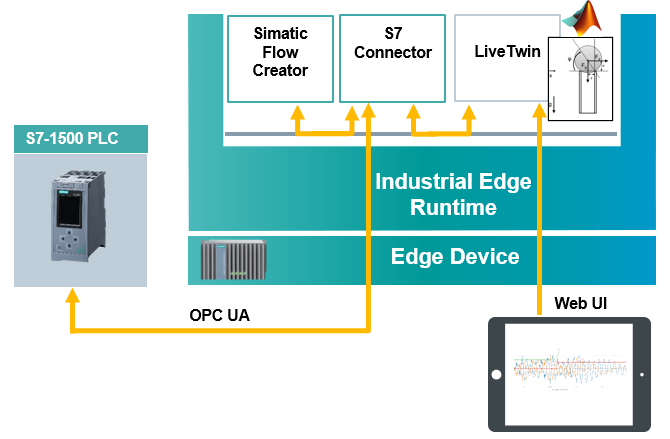 Simatic
Flow
Creator
S7
Connector
LiveTwin
S7-1500 PLC
Industrial Edge
Runtime
Edge Device
OPC UA
Web UI